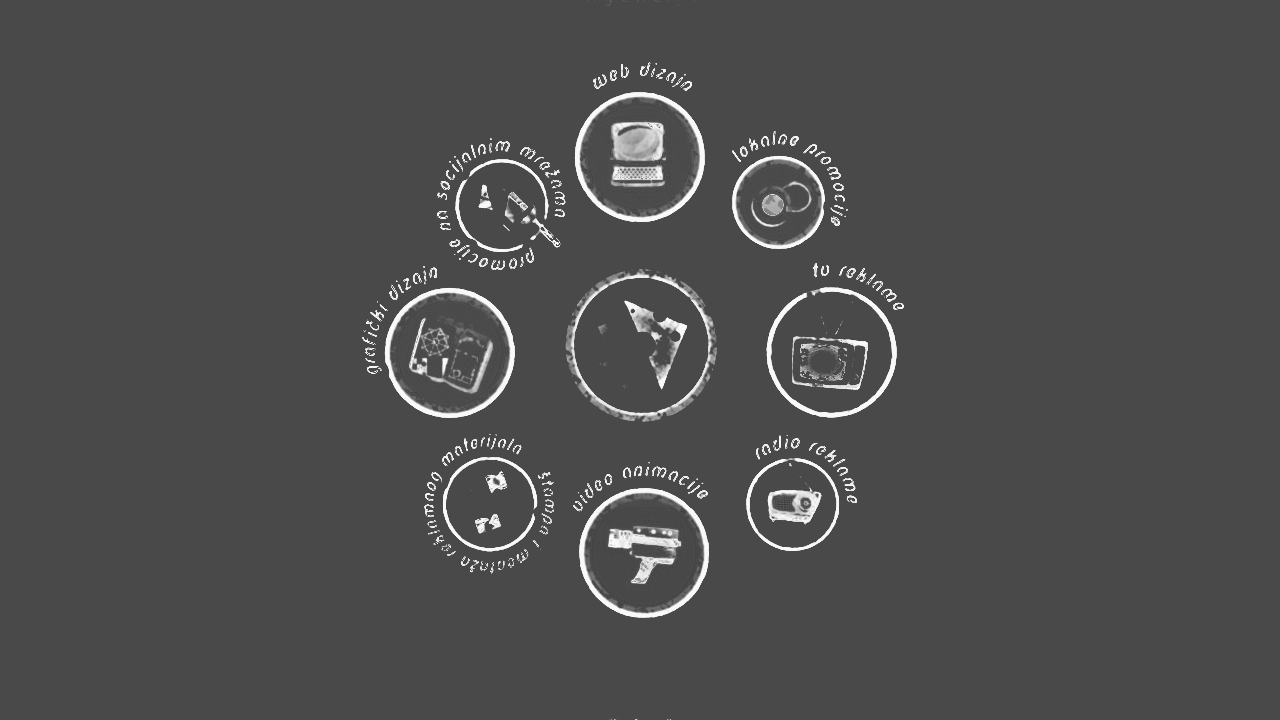 web dizajn
lokalne promocije
promocije na socijalnim mrežama
tv reklame
grafički dizajn
radio reklame
video animacije
štampa i montaža reklamnog materijala